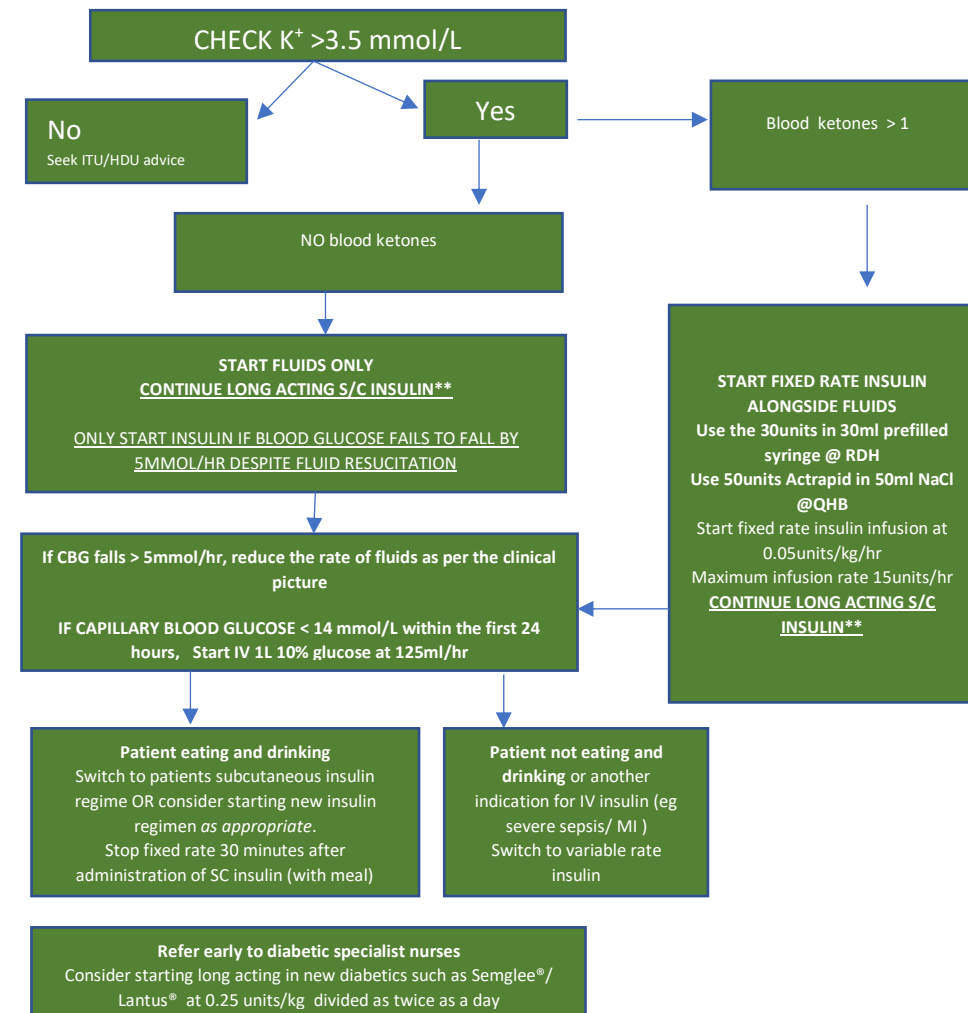 CHECK K⁺ >3.5 mmol/L
No
Seek ITU/HDU advice
Yes
Blood ketones > 1
NO blood ketones
START FLUIDS ONLY
CONTINUE LONG ACTING S/C INSULIN**
ONLY START INSULIN IF BLOOD GLUCOSE FAILS TO FALL BY
5MMOL/HR DESPITE FLUID RESUCITATION
START FIXED RATE INSULIN
ALONGSIDE FLUIDS
Use the 30units in 30ml prefilled
syringe @ RDH
Use 50units Actrapid in 50ml NaCl
@QHB
Start fixed rate insulin infusion at
0.05units/kg/hr
Maximum infusion rate 15units/hr
CONTINUE LONG ACTING S/C
INSULIN**
If CBG falls > 5mmol/hr, reduce the rate of fluids as per the clinical
picture
IF CAPILLARY BLOOD GLUCOSE < 14 mmol/L within the first 24
hours, Start IV 1L 10% glucose at 125ml/hr
Patient eating and drinking
Switch to patients subcutaneous insulin
regime OR consider starting new insulin
regimen as appropriate.
Stop fixed rate 30 minutes after
administration of SC insulin (with meal)
Patient not eating and
drinking or another
indication for IV insulin (eg
severe sepsis/ MI )
Switch to variable rate
insulin
Refer early to diabetic specialist nurses
Consider starting long acting in new diabetics such as Semglee®/
Lantus® at 0.25 units/kg divided as twice as a day